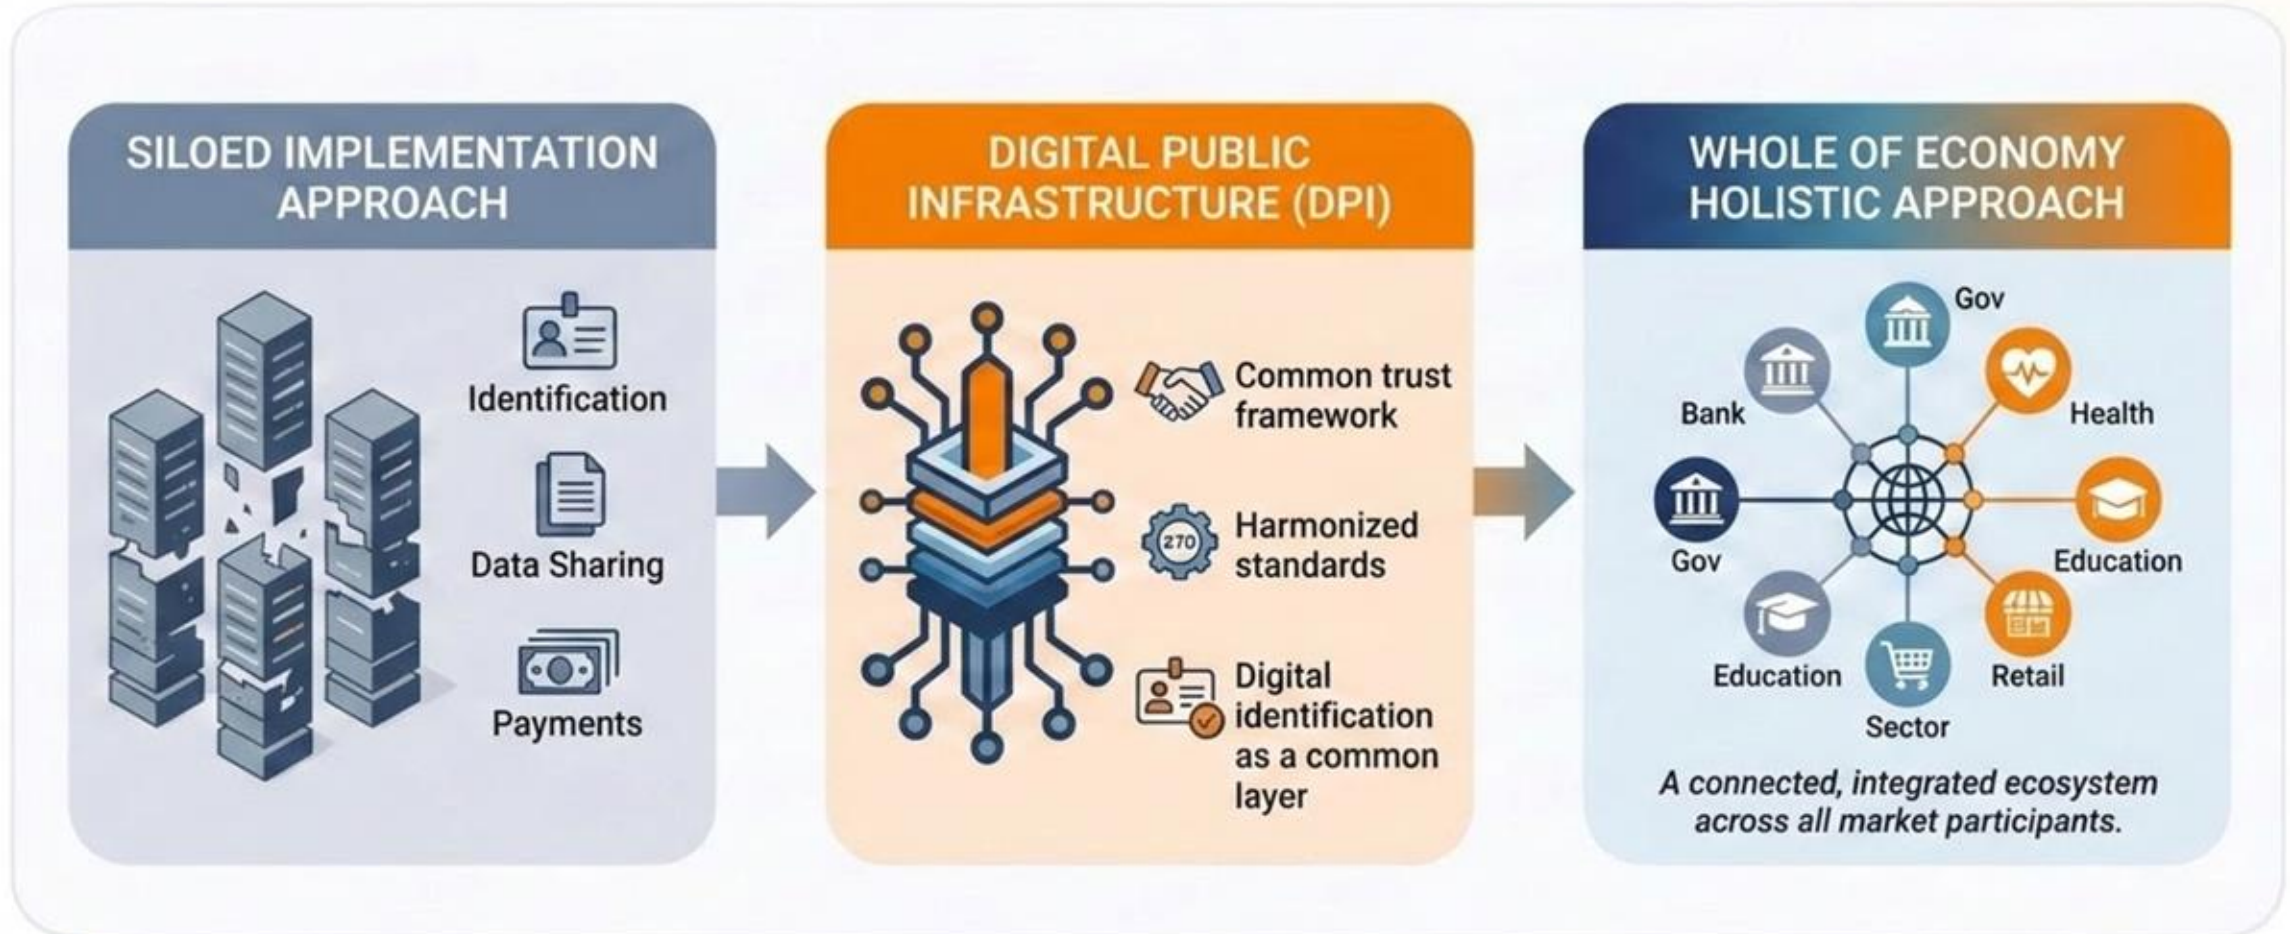 SILOED IMPLEMENTATION
APPROACH
Identification
Data Sharing
Payments
DIGITAL PUBLIC
INFRASTRUCTURE (DPI)
Common trust
framework
270
Harmonized
standards
Digital
identification
as a common
layer
WHOLE OF ECONOMY
HOLISTIC APPROACH
Gov
Bank
Health
Gov
Education
Education
Retail
Sector
A connected, integrated ecosystem
across all market participants.